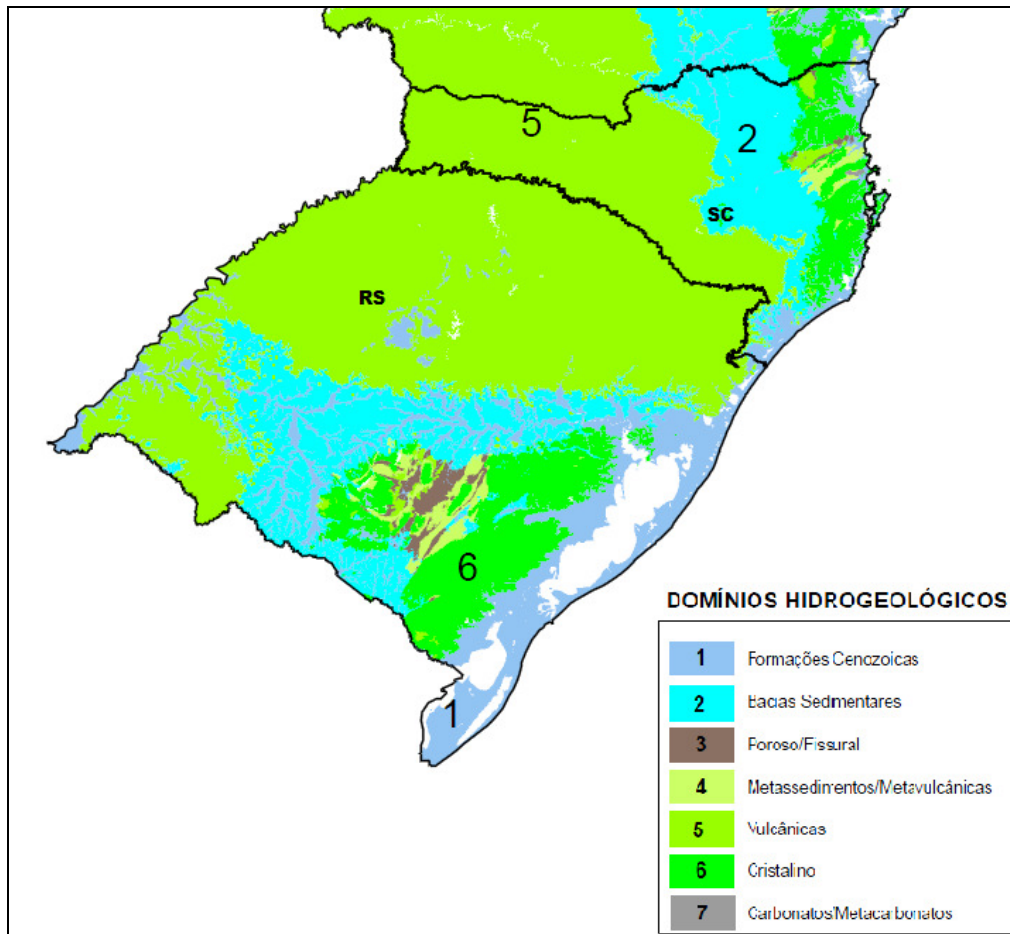 5
2
SC
RS
6
1
DOMÍNIOS HIDROGEOLÓGICOS
1 Formações Cenozoicas
2 Bacias Sedimentares
3 Poroso/Fissural
4 Metassedimentos/Metavulcânicas
5 Vulcânicas
6 Cristalino
7 Carbonatos/Metacarbonatos